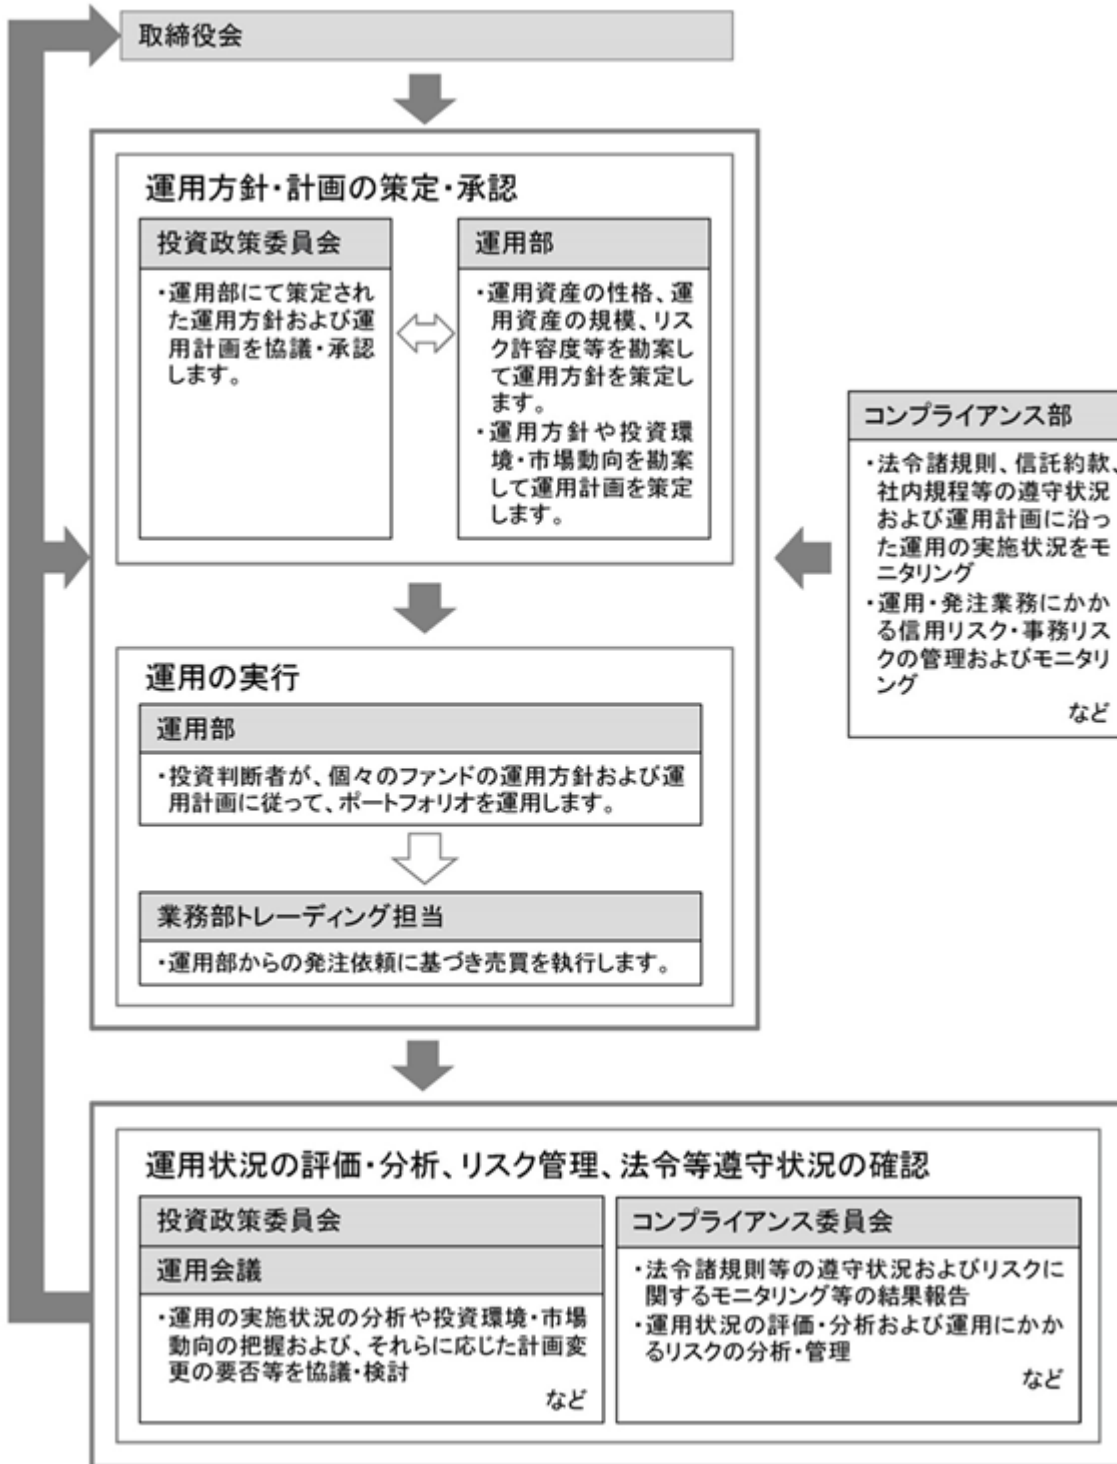 取締役会
運用方針・計画の策定・承認
投資政策委員会
・運用部にて策定され
た運用方針および運
用計画を協議・承認
します。
運用部
・運用資産の性格、運
用資産の規模、リス
ク許容度等を勘案し
て運用方針を策定し
ます。
・運用方針や投資環
境・市場動向を勘案
して運用計画を策定
します。
コンプライアンス部
・法令諸規則、信託約款、
社内規程等の遵守状況
および運用計画に沿っ
た運用の実施状況をモ
ニタリング
・運用・発注業務にかか
る信用リスク・事務リス
クの管理およびモニタリ
ング
など
運用の実行
運用部
・投資判断者が、個々のファンドの運用方針および運
用計画に従って、ポートフォリオを運用します。
業務部トレーディング担当
・運用部からの発注依頼に基づき売買を執行します。
運用状況の評価・分析、リスク管理、法令等遵守状況の確認
投資政策委員会
運用会議
・運用の実施状況の分析や投資環境・市場
動向の把握および、それらに応じた計画変
更の要否等を協議・検討
など
コンプライアンス委員会
・法令諸規則等の遵守状況およびリスクに
関するモニタリング等の結果報告
・運用状況の評価・分析および運用にかか
るリスクの分析・管理
など